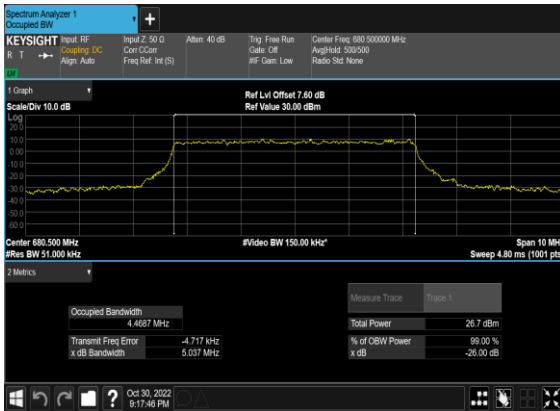 Spectrum Analyzer 1
Occupied BW
KEYSIGHT
R T
LXI
Input: RF
Coupling: DC
Align: Auto
Input Z: 50 Ω
Corr CCorr
Freq Ref: Int (S)
Atten: 40 dB
Trig: Free Run
Gate: Off
#IF Gain: Low
Center Freq: 680.500000 MHz
Avg|Hold: 500/500
Radio Std: None
1 Graph
Scale/Div 10.0 dB
Ref Lvl Offset 7.60 dB
Ref Value 30.00 dBm
Log
20.0
10.0
0.00
-10.0
-20.0
-30.0
-40.0
-50.0
-60.0
Center 680.500 MHz
#Res BW 51.000 kHz
#Video BW 150.00 kHz*
Span 10 MH
Sweep 4.80 ms (1001 pts
2 Metrics
Measure Trace
Trace 1
Occupied Bandwidth
4.4687 MHz
Total Power
26.7 dBm
Transmit Freq Error
-4.717 kHz
% of OBW Power
99.00 %
x dB Bandwidth
5.037 MHz
x dB
-26.00 dB
?
Oct 30, 2022
9:17:46 PM